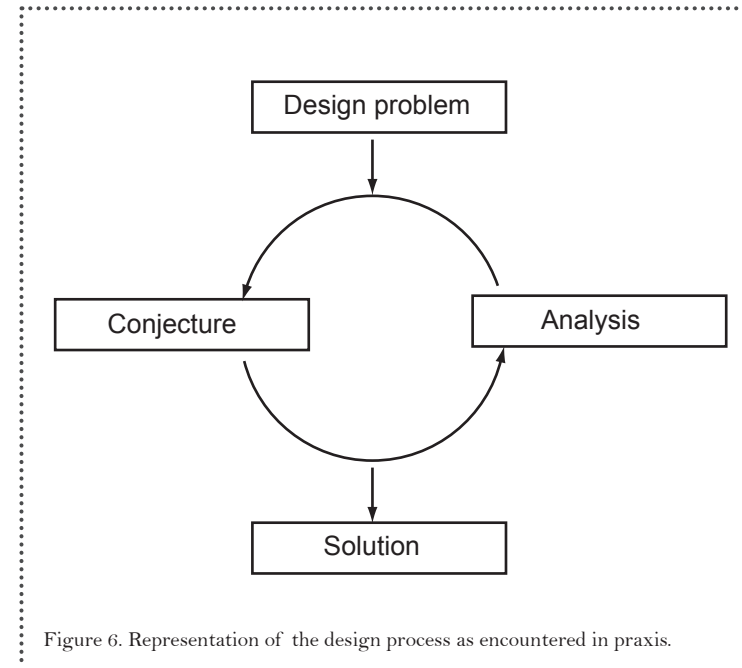 Design problem
Conjecture
Analysis
Solution
Figure 6. Representation of the design process as encountered in praxis.